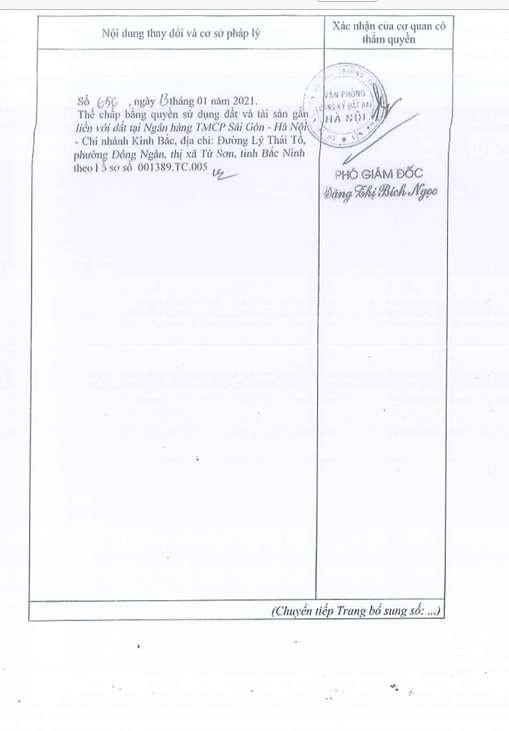 Nội dung thay đổi và cơ sở pháp lý
Xác nhận của cơ quan có
thẩm quyền
Số 656 , ngày 13 tháng 01 năm 2021.
Thế chấp bằng quyền sử dụng đất và tài sản gắn
liền với đất tại Ngân hàng TMCP Sài Gòn - Hà Nội
- Chi nhánh Kinh Bắc, địa chỉ: Đường Lý Thái Tổ,
phường Đông Ngàn, thị xã Từ Sơn, tỉnh Bắc Ninh
theo hồ sơ số 001389.TC.005
VĂN PHÒNG
ĐĂNG KÝ ĐẤT ĐAI
HÀ NỘI
PHÓ GIÁM ĐỐC
Đặng Thị Bích Ngọc
(Chuyển tiếp Trang bổ sung số: ...)